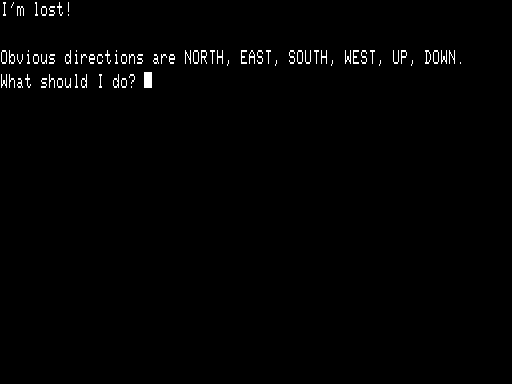 I'm lost!
Obvious directions are NORTH, EAST, SOUTH, WEST, UP, DOWN.
What should I do?